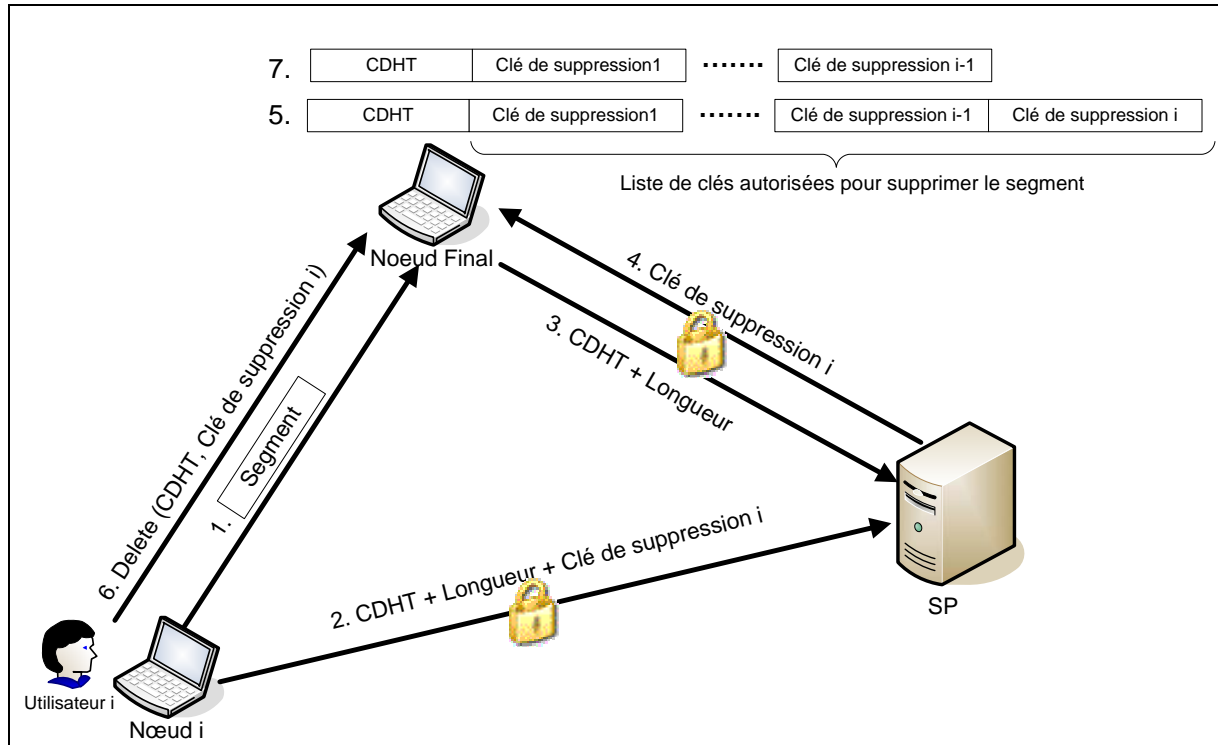 7. CDHT Clé de suppression1 ....... Clé de suppression i-1
5. CDHT Clé de suppression1 ....... Clé de suppression i-1 Clé de suppression i
Liste de clés autorisées pour supprimer le segment
Noeud Final
4. Clé de suppression i
3. CDHT + Longueur
6. Delete (CDHT, Clé de suppression i)
1. Segment
2. CDHT + Longueur + Clé de suppression i
SP
Utilisateur i
Nœud i